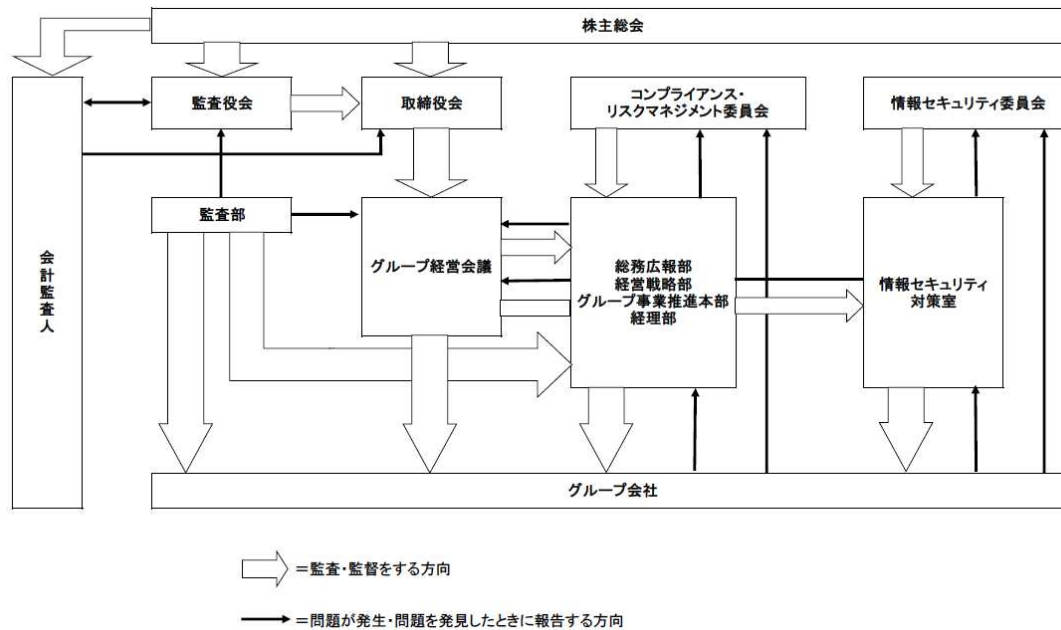 株主総会
監査役会
取締役会
コンプライアンス・
リスクマネジメント委員会
情報セキュリティ委員会
会計監査人
監査部
グループ経営会議
総務広報部
経営戦略部
グループ事業推進本部
経理部
情報セキュリティ
対策室
グループ会社
＝監査・監督をする方向
＝問題が発生・問題を発見したときに報告する方向